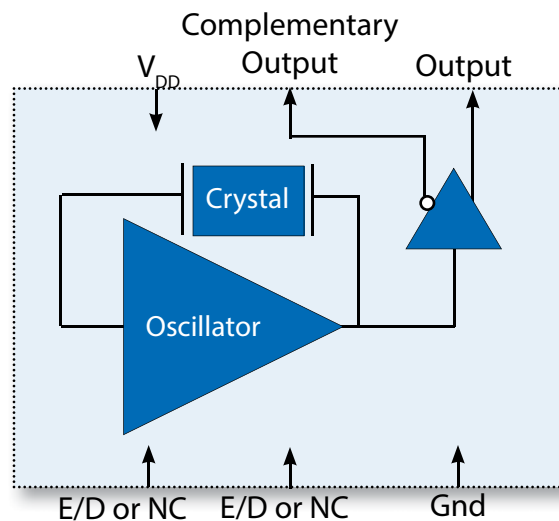 Complementary
V_DD Output Output
Crystal
Oscillator
E/D or NC E/D or NC Gnd